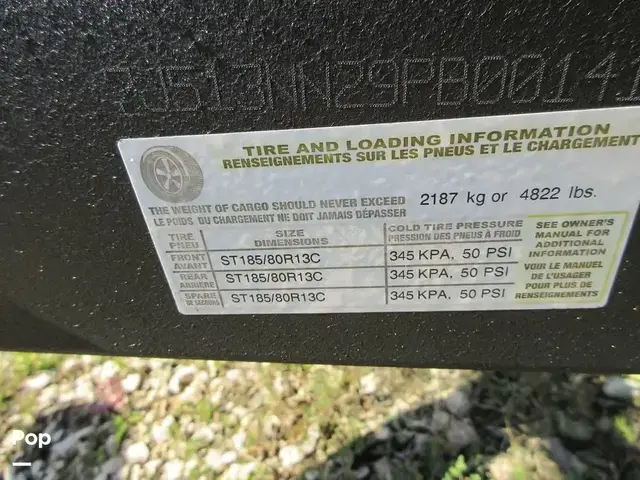 TIRE AND LOADING INFORMATION
RENSEIGNEMENTS SUR LES PNEUS ET LE CHARGEMENT
THE WEIGHT OF CARGO SHOULD NEVER EXCEED 2187 kg or 4822 lbs.
LE POIDS DU CHARGEMENT NE DOIT JAMAIS DÉPASSER
TIRE SIZE COLD TIRE PRESSURE
PNEU DIMENSIONS PRESSION DES PNEUS À FROID
FRONT
AVANT ST185/80R13C 345 KPA, 50 PSI
REAR
ARRIÈRE ST185/80R13C 345 KPA, 50 PSI
SPARE
DE SECOURS ST185/80R13C 345 KPA, 50 PSI
SEE OWNER'S
MANUAL FOR
ADDITIONAL
INFORMATION
VOIR LE MANUEL
DE L'USAGER
POUR PLUS DE
RENSEIGNEMENTS
Pop